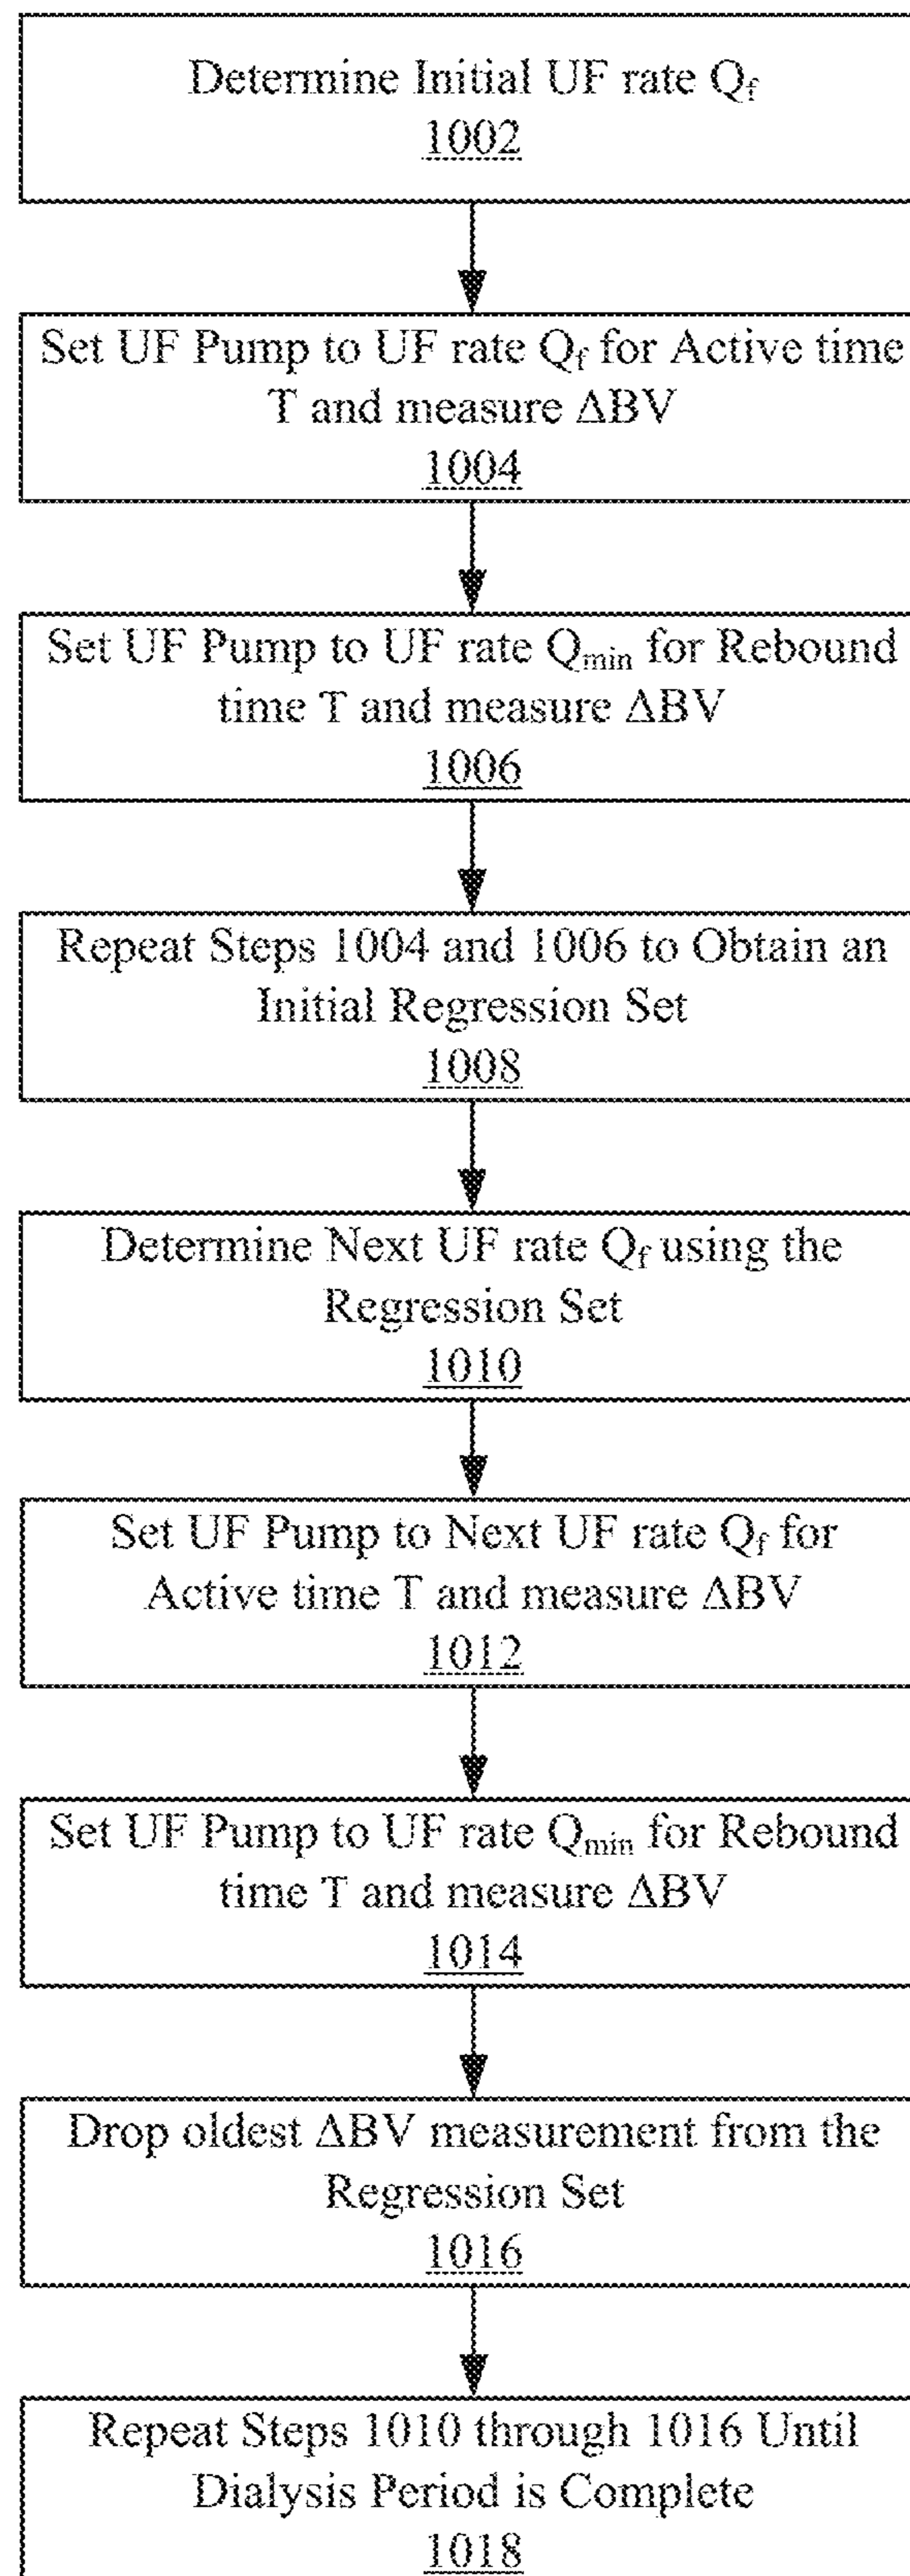 Determine Initial UF rate Qf
1002
Set UF Pump to UF rate Qf for Active time
T and measure ΔBV
1004
Set UF Pump to UF rate Qmin for Rebound
time T and measure ΔBV
1006
Repeat Steps 1004 and 1006 to Obtain an
Initial Regression Set
1008
Determine Next UF rate Qf using the
Regression Set
1010
Set UF Pump to Next UF rate Qf for
Active time T and measure ΔBV
1012
Set UF Pump to UF rate Qmin for Rebound
time T and measure ΔBV
1014
Drop oldest ΔBV measurement from the
Regression Set
1016
Repeat Steps 1010 through 1016 Until
Dialysis Period is Complete
1018